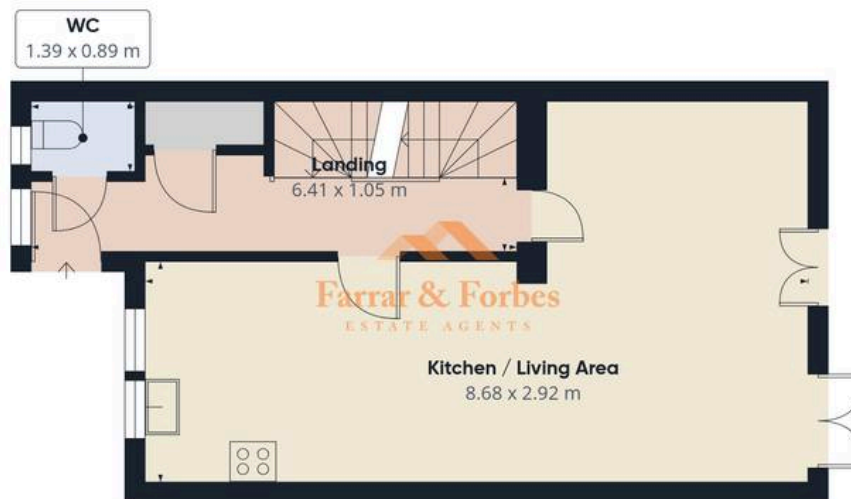 WC
1.39 x 0.89 m
Landing
6.41 x 1.05 m
Farrar & Forbes
ESTATE AGENTS
Kitchen / Living Area
8.68 x 2.92 m